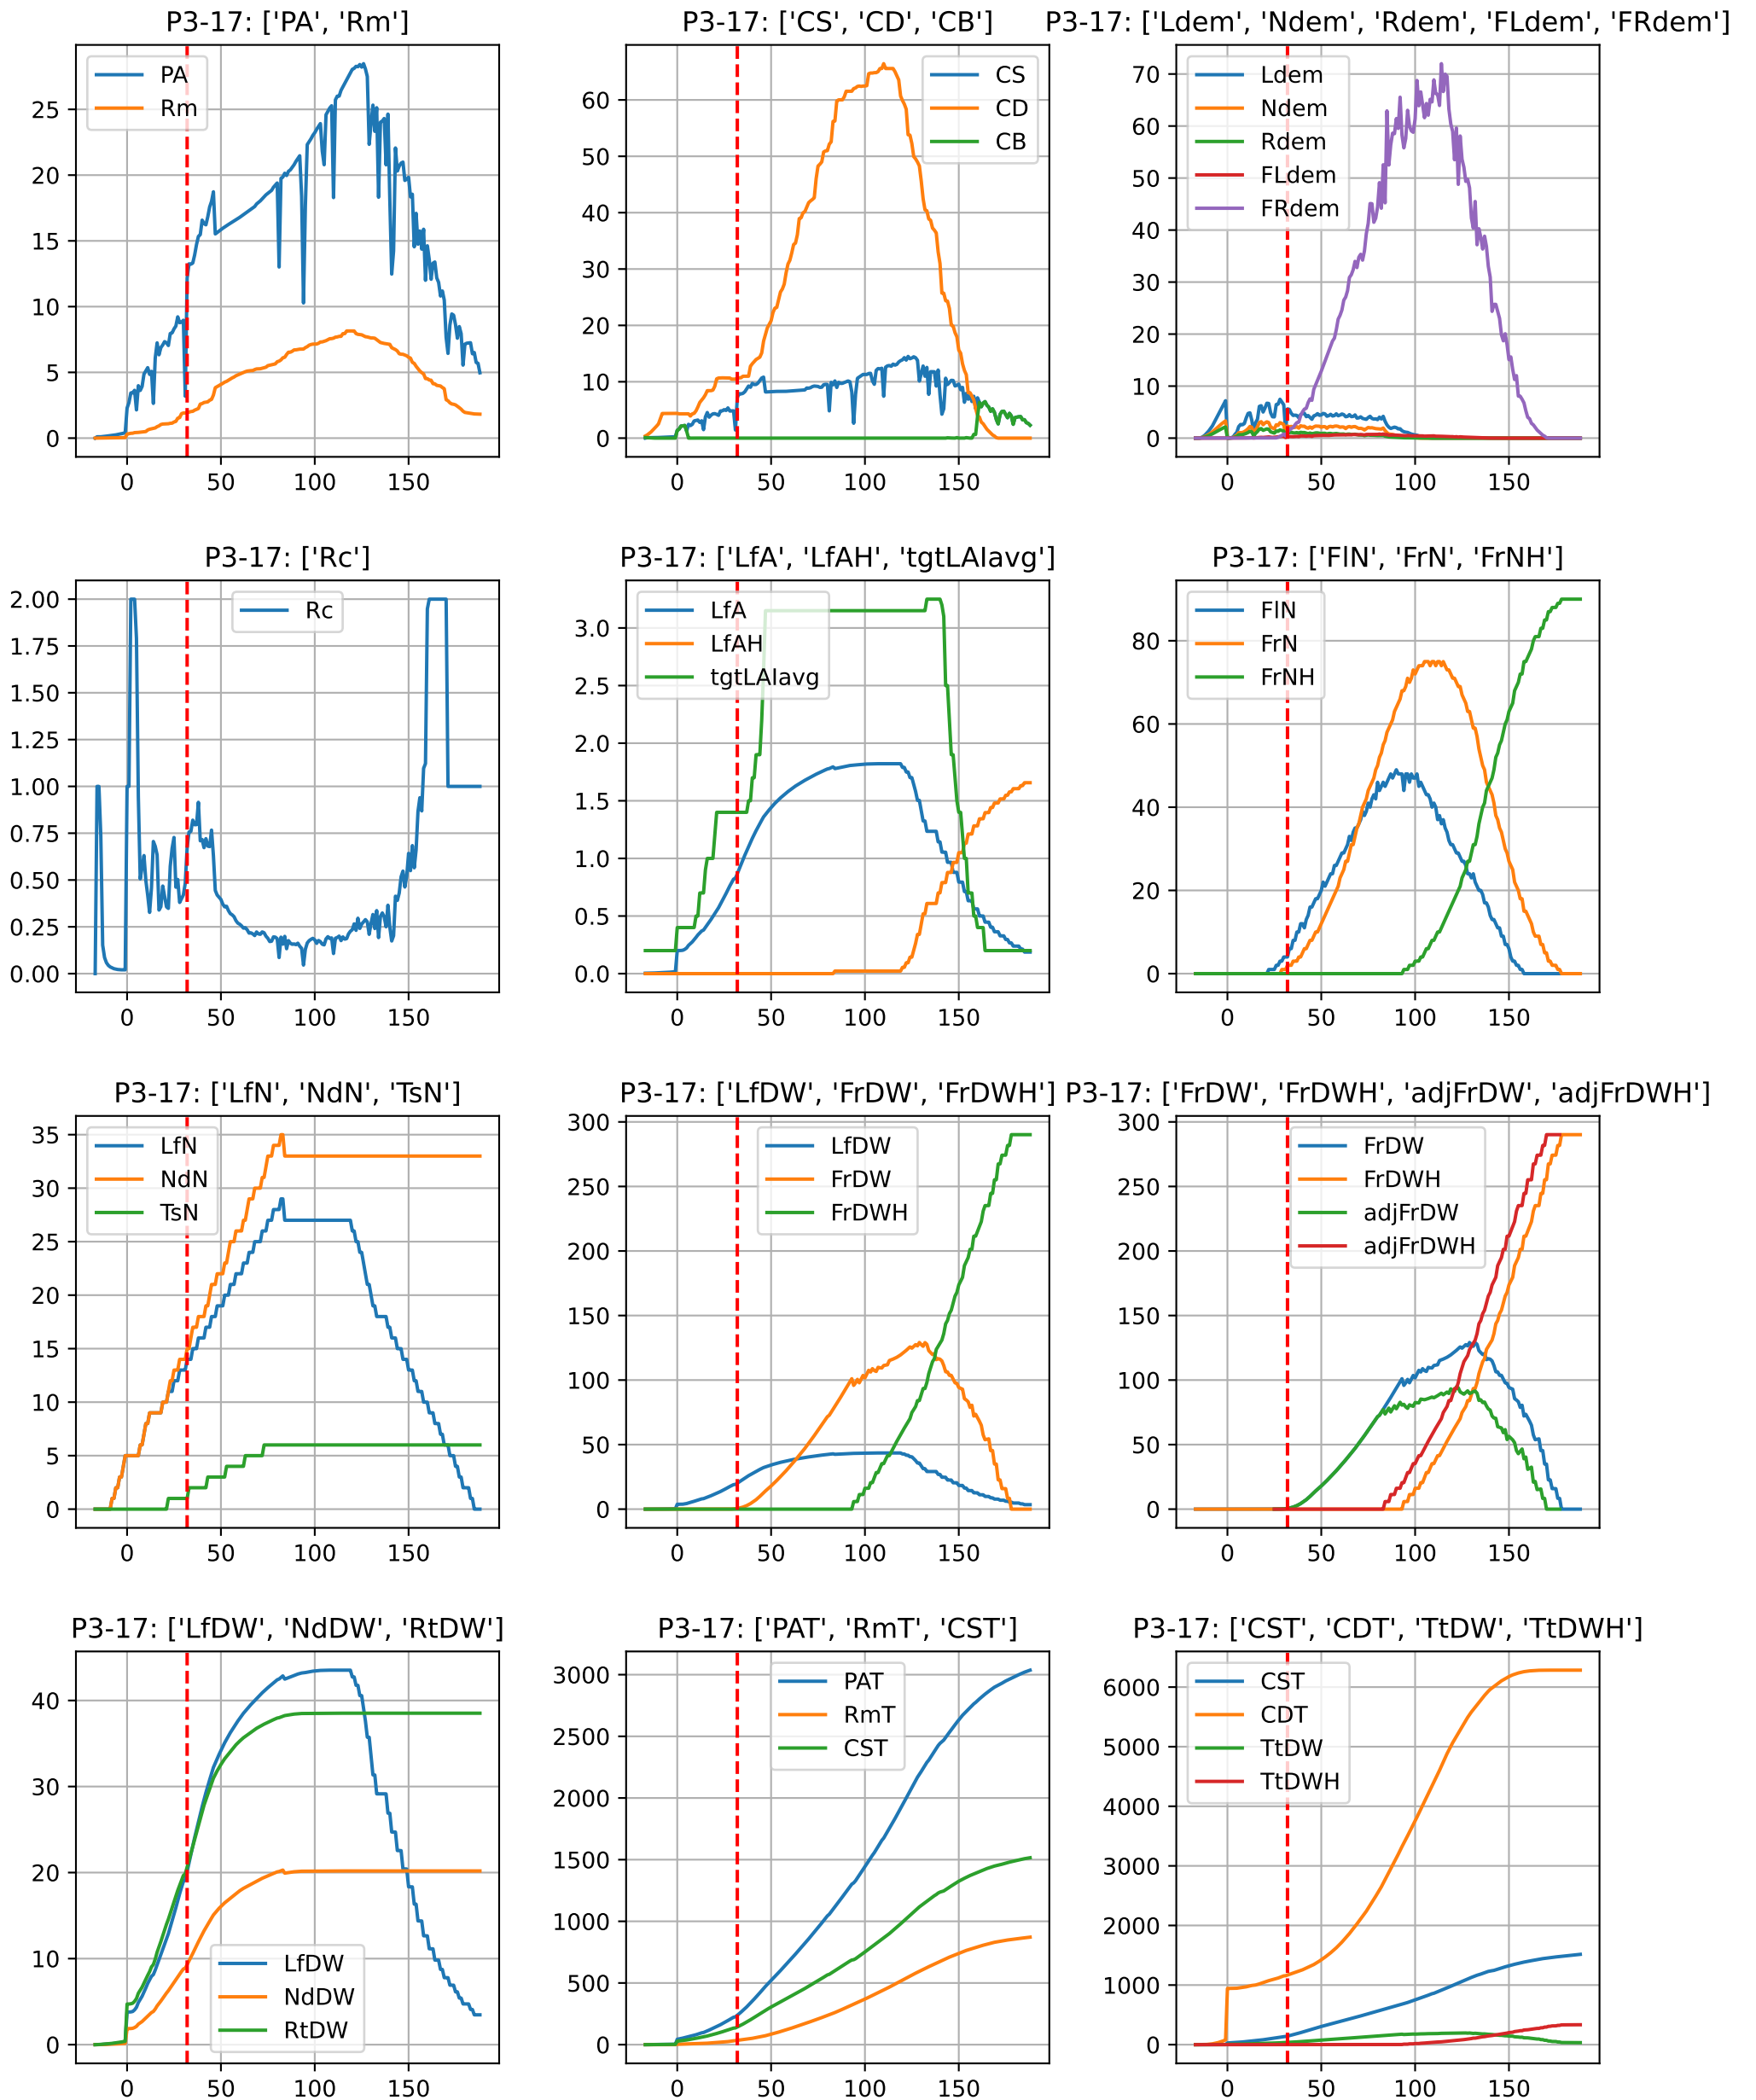 P3-17: ['PA', 'Rm']
PA
Rm
25
20
15
10
5
0
0 50 100 150
P3-17: ['CS', 'CD', 'CB']
CS
CD
CB
60
50
40
30
20
10
0
0 50 100 150
P3-17: ['Ldem', 'Ndem', 'Rdem', 'FLdem', 'FRdem']
Ldem
Ndem
Rdem
FLdem
FRdem
70
60
50
40
30
20
10
0
0 50 100 150
P3-17: ['Rc']
Rc
2.00
1.75
1.50
1.25
1.00
0.75
0.50
0.25
0.00
0 50 100 150
P3-17: ['LfA', 'LfAH', 'tgtLAIavg']
LfA
LfAH
tgtLAIavg
3.0
2.5
2.0
1.5
1.0
0.5
0.0
0 50 100 150
P3-17: ['FlN', 'FrN', 'FrNH']
FlN
FrN
FrNH
80
60
40
20
0
0 50 100 150
P3-17: ['LfN', 'NdN', 'TsN']
LfN
NdN
TsN
35
30
25
20
15
10
5
0
0 50 100 150
P3-17: ['LfDW', 'FrDW', 'FrDWH']
LfDW
FrDW
FrDWH
300
250
200
150
100
50
0
0 50 100 150
P3-17: ['FrDW', 'FrDWH', 'adjFrDW', 'adjFrDWH']
FrDW
FrDWH
adjFrDW
adjFrDWH
300
250
200
150
100
50
0
0 50 100 150
P3-17: ['LfDW', 'NdDW', 'RtDW']
LfDW
NdDW
RtDW
40
30
20
10
0
0 50 100 150
P3-17: ['PAT', 'RmT', 'CST']
PAT
RmT
CST
3000
2500
2000
1500
1000
500
0
0 50 100 150
P3-17: ['CST', 'CDT', 'TtDW', 'TtDWH']
CST
CDT
TtDW
TtDWH
6000
5000
4000
3000
2000
1000
0
0 50 100 150